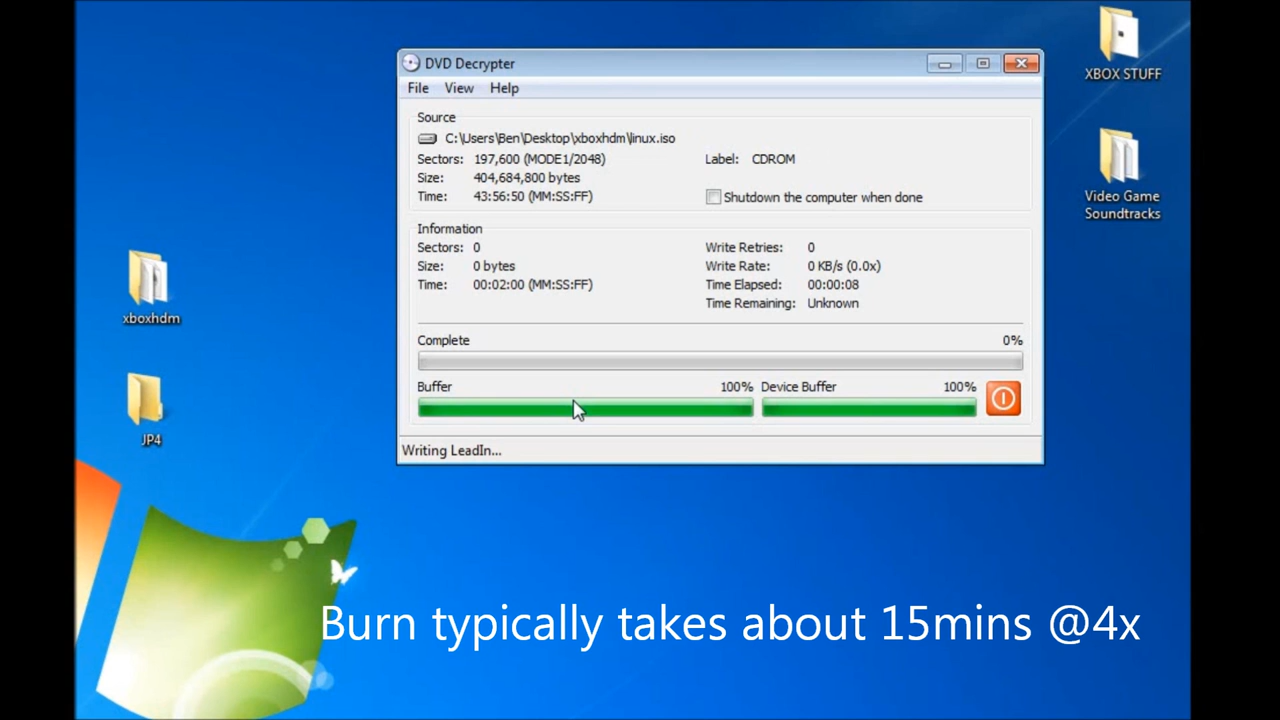 XBOX STUFF
Video Game
Soundtracks
xboxhdm
JP4
DVD Decrypter
File View Help
Source
C:\Users\Ben\Desktop\xboxhdm\linux.iso
Sectors: 197,600 (MODE1/2048) Label: CDROM
Size: 404,684,800 bytes
Time: 43:56:50 (MM:SS:FF) Shutdown the computer when done
Information
Sectors: 0 Write Retries: 0
Size: 0 bytes Write Rate: 0 KB/s (0.0x)
Time: 00:02:00 (MM:SS:FF) Time Elapsed: 00:00:08
Time Remaining: Unknown
Complete 0%
Buffer 100% Device Buffer 100%
Writing LeadIn...
Burn typically takes about 15mins @4x